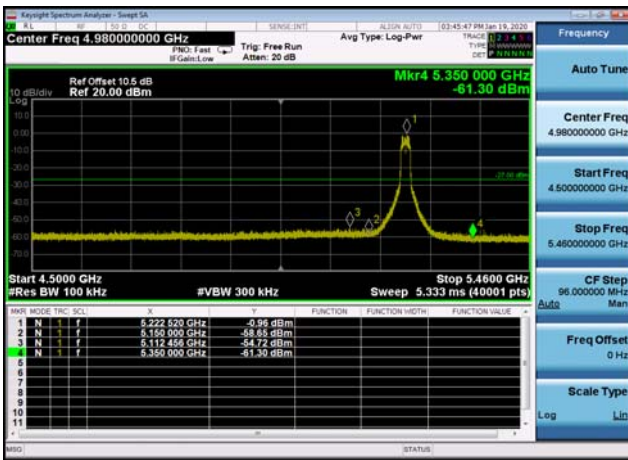 Keysight Spectrum Analyzer - Swept SA
RL RF 50 Ω DC SENSE:INT ALIGN AUTO 03:45:47 PM Jan 19, 2020
Center Freq 4.980000000 GHz
PNO: Fast
IFGain:Low
Trig: Free Run
Atten: 20 dB
Avg Type: Log-Pwr
TRACE 1 2 3 4 5 6
TYPE
DET P N N N N N
Ref Offset 10.5 dB
Ref 20.00 dBm
10 dB/div
Log
Mkr4 5.350 000 GHz
-61.30 dBm
10.0
0.00
-10.0
-20.0
-30.0
-40.0
-50.0
-60.0
-70.0
-27.00 dBm
1
2
3
4
Start 4.5000 GHz
Stop 5.4600 GHz
#Res BW 100 kHz
#VBW 300 kHz
Sweep 5.333 ms (40001 pts)
MKR MODE TRC SCL X Y FUNCTION FUNCTION WIDTH FUNCTION VALUE
1 N 1 f 5.222 520 GHz -0.96 dBm
2 N 1 f 5.150 000 GHz -58.65 dBm
3 N 1 f 5.112 456 GHz -54.72 dBm
4 N 1 f 5.350 000 GHz -61.30 dBm
5
6
7
8
9
10
11
MSG
STATUS
Frequency
Auto Tune
Center Freq
4.980000000 GHz
Start Freq
4.500000000 GHz
Stop Freq
5.460000000 GHz
CF Step
96.000000 MHz
Auto Man
Freq Offset
0 Hz
Scale Type
Log Lin